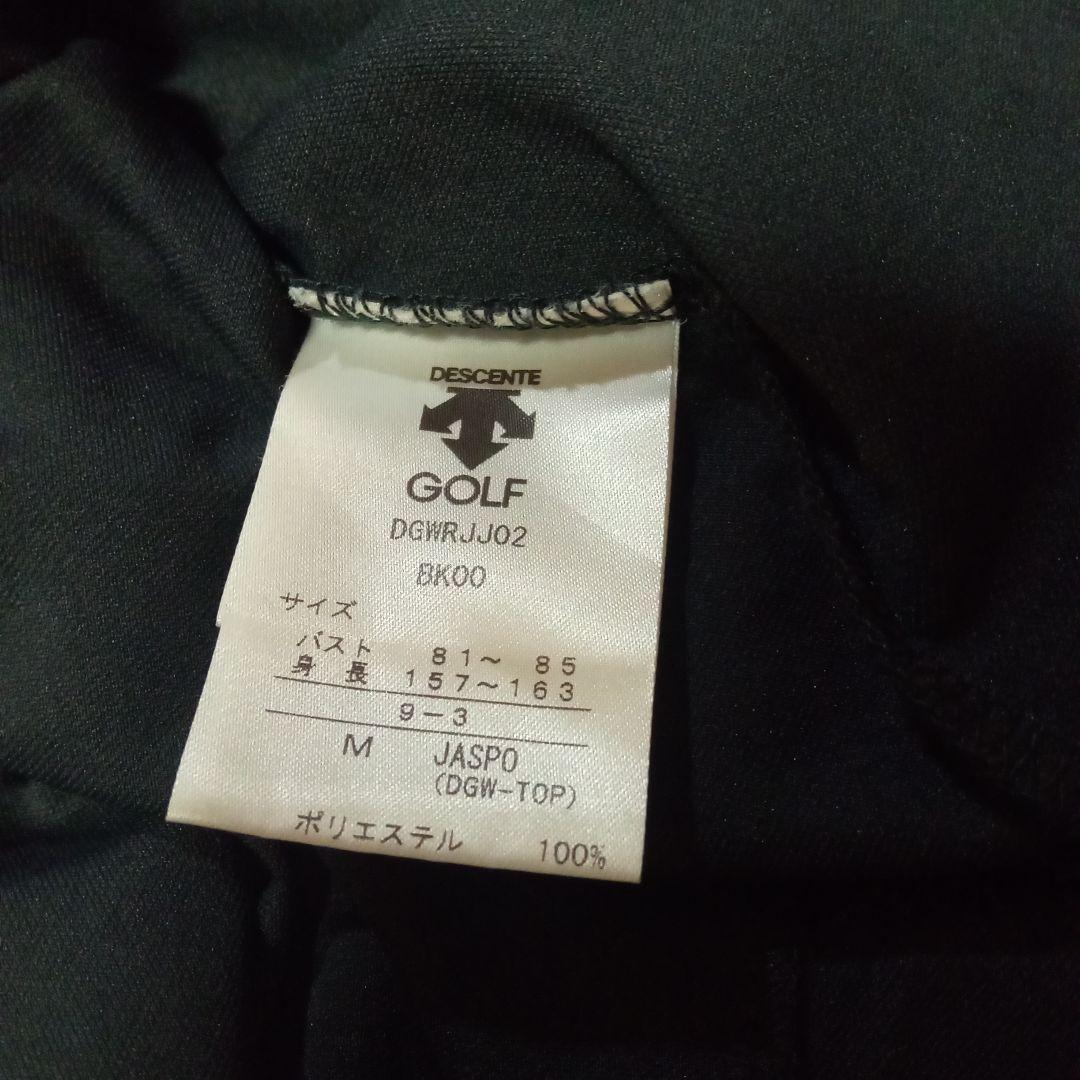 DESCENTE
GOLF
DGWRJJ02
BK00
サイズ
バスト 81～ 85
身長 157～163
9-3
M JASPO
(DGW-TOP)
ポリエステル 100%